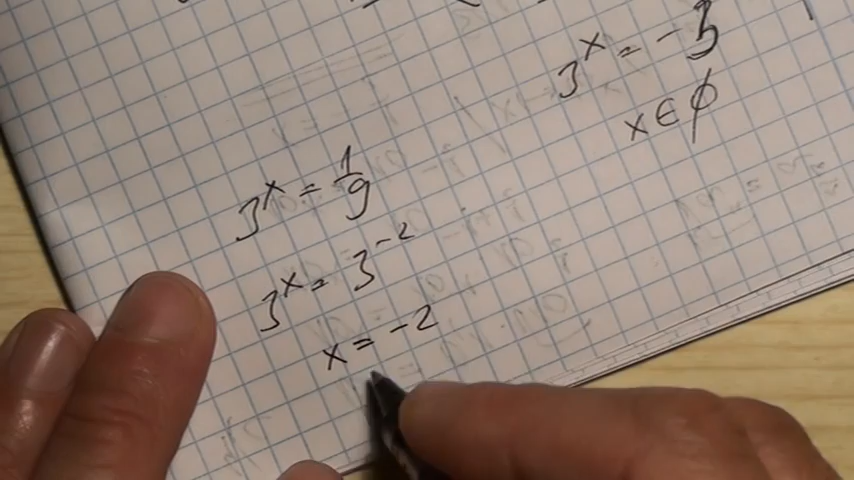 3^x = -3
x ∈ ∅
3^x = 1/9
3^x = 3^-2
x = -2